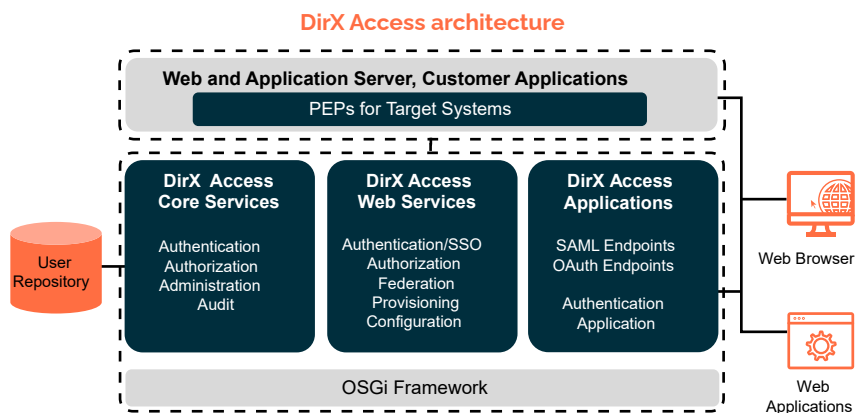 DirX Access architecture
Web and Application Server, Customer Applications
PEPs for Target Systems
DirX Access
Core Services
Authentication
Authorization
Administration
Audit
DirX Access
Web Services
Authentication/SSO
Authorization
Federation
Provisioning
Configuration
DirX Access
Applications
SAML Endpoints
OAuth Endpoints
Authentication
Application
User
Repository
Web Browser
Web
Applications
OSGi Framework